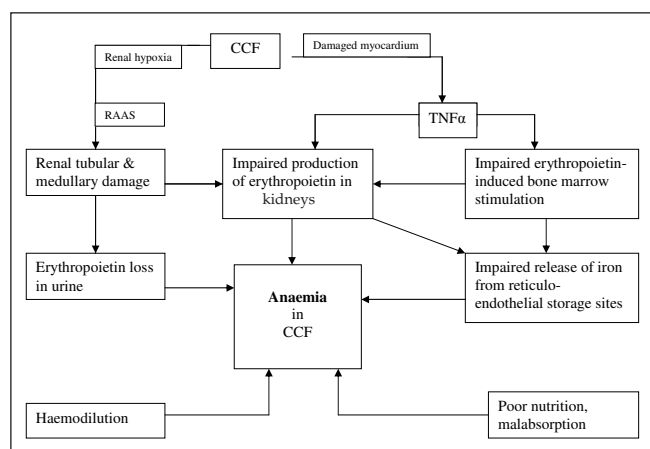 Renal hypoxia
CCF
Damaged myocardium
RAAS
TNFα
Renal tubular &
medullary damage
Impaired production
of erythropoietin in
kidneys
Impaired erythropoietin-
induced bone marrow
stimulation
Erythropoietin loss
in urine
Anaemia
in
CCF
Impaired release of iron
from reticulo-
endothelial storage sites
Haemodilution
Poor nutrition,
malabsorption